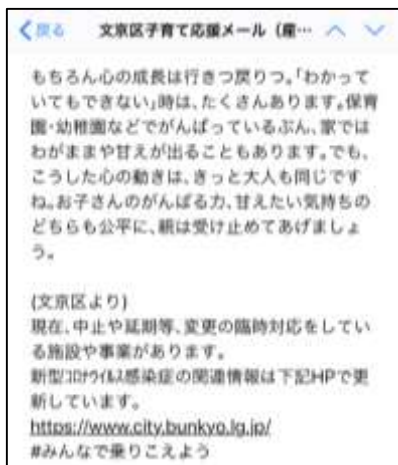 戻る 文京区子育て応援メール（産…
もちろん心の成長は行きつ戻りつ。「わかって
いてもできない」時は、たくさんあります。保育
園・幼稚園などでがんばっているぶん、家では
わがままや甘えが出ることもあります。でも、
こうした心の動きは、きっと大人も同じです
ね。お子さんのがんばる力、甘えたい気持ちの
どちらも公平に、親は受け止めてあげましょ
う。
(文京区より)
現在、中止や延期等、変更の臨時対応をしてい
る施設や事業があります。
新型ｺﾛﾅｳｲﾙｽ感染症の関連情報は下記HPで更
新しています。
https://www.city.bunkyo.lg.jp/
#みんなで乗りこえよう